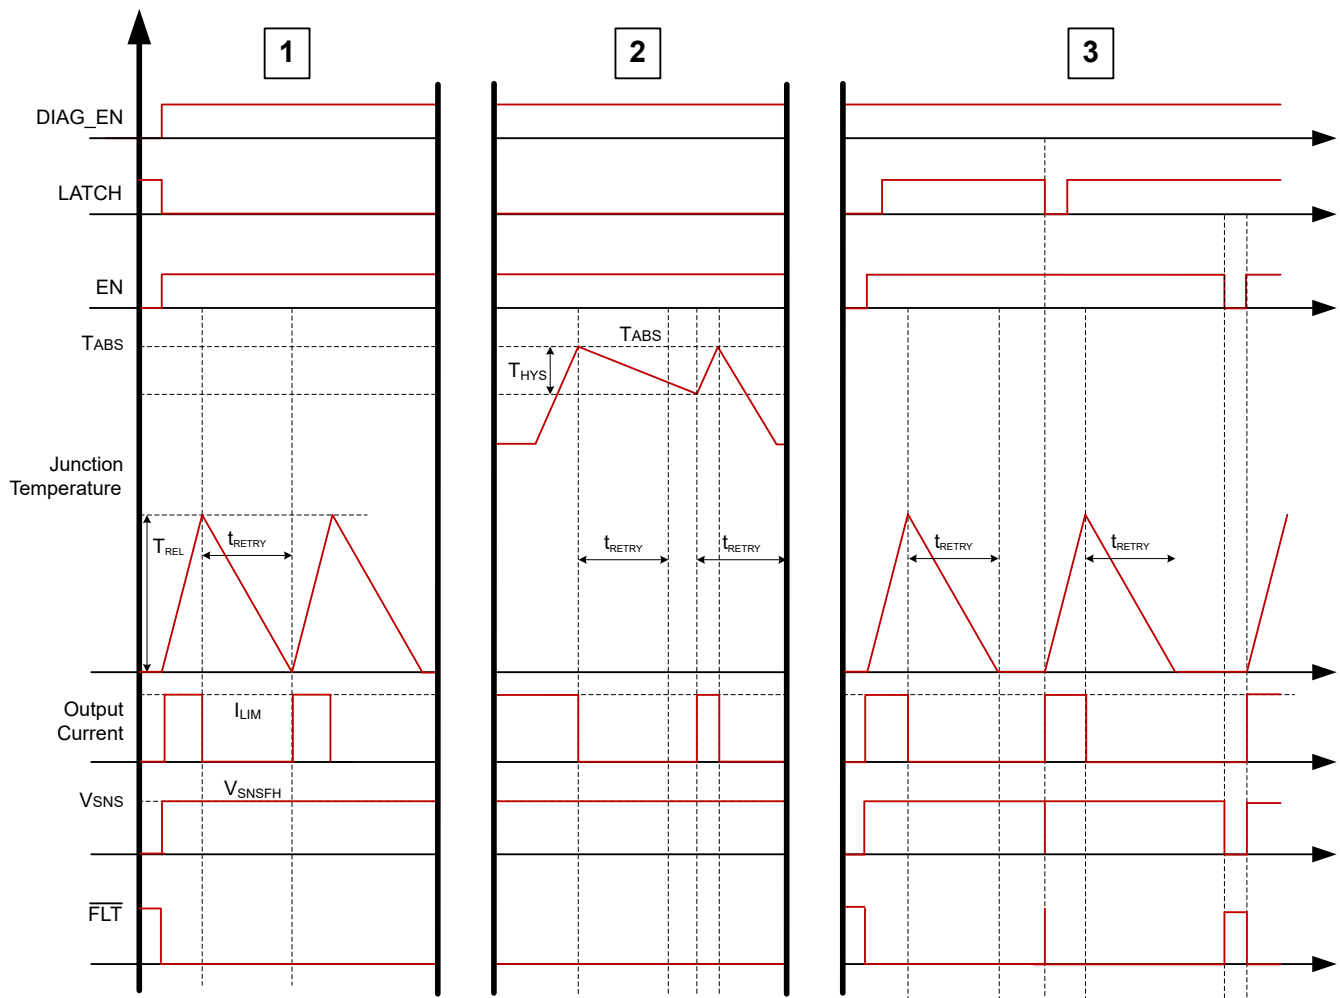 1
2
3
DIAG_EN
LATCH
EN
TABS
TABS
THYS
Junction
Temperature
TREL
tRETRY
tRETRY
tRETRY
tRETRY
tRETRY
Output
Current
ILIM
VSNS
VSNSFH
FLT